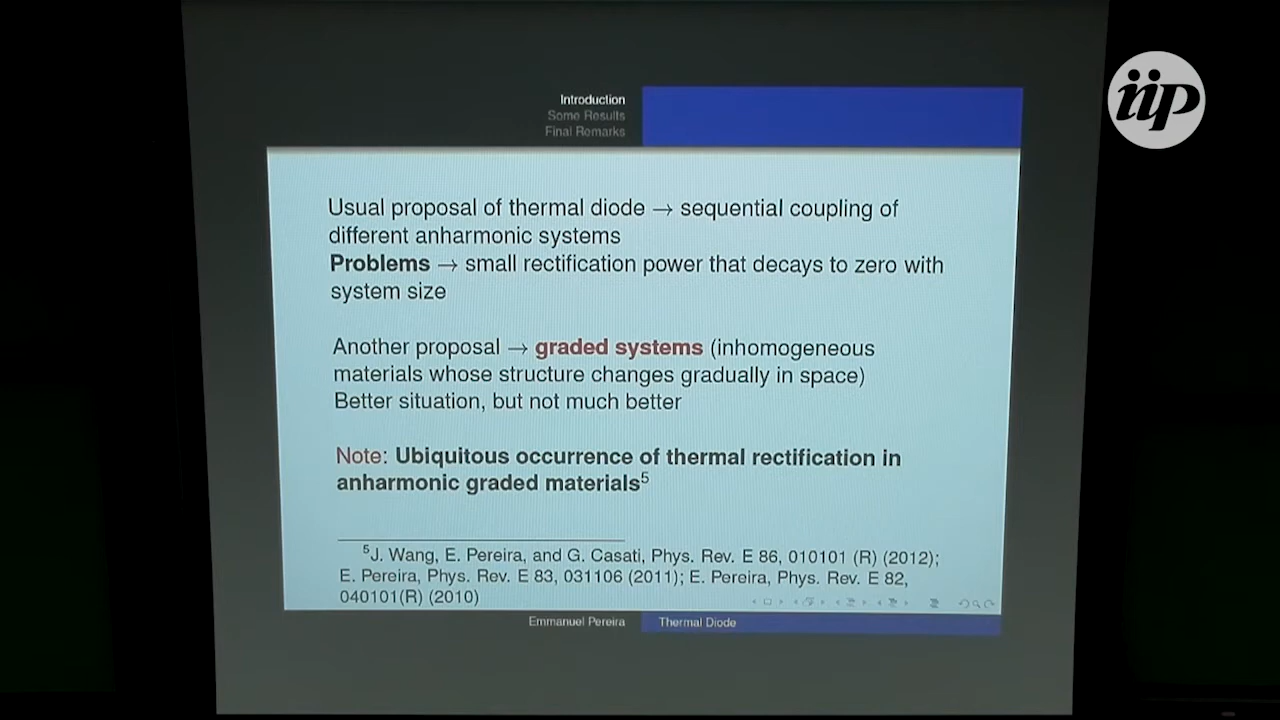 iip
Introduction
Some Results
Final Remarks
Usual proposal of thermal diode → sequential coupling of
different anharmonic systems
Problems → small rectification power that decays to zero with
system size
Another proposal → graded systems (inhomogeneous
materials whose structure changes gradually in space)
Better situation, but not much better
Note: Ubiquitous occurrence of thermal rectification in
anharmonic graded materials⁵
⁵J. Wang, E. Pereira, and G. Casati, Phys. Rev. E 86, 010101 (R) (2012);
E. Pereira, Phys. Rev. E 83, 031106 (2011); E. Pereira, Phys. Rev. E 82,
040101(R) (2010)
Emmanuel Pereira Thermal Diode